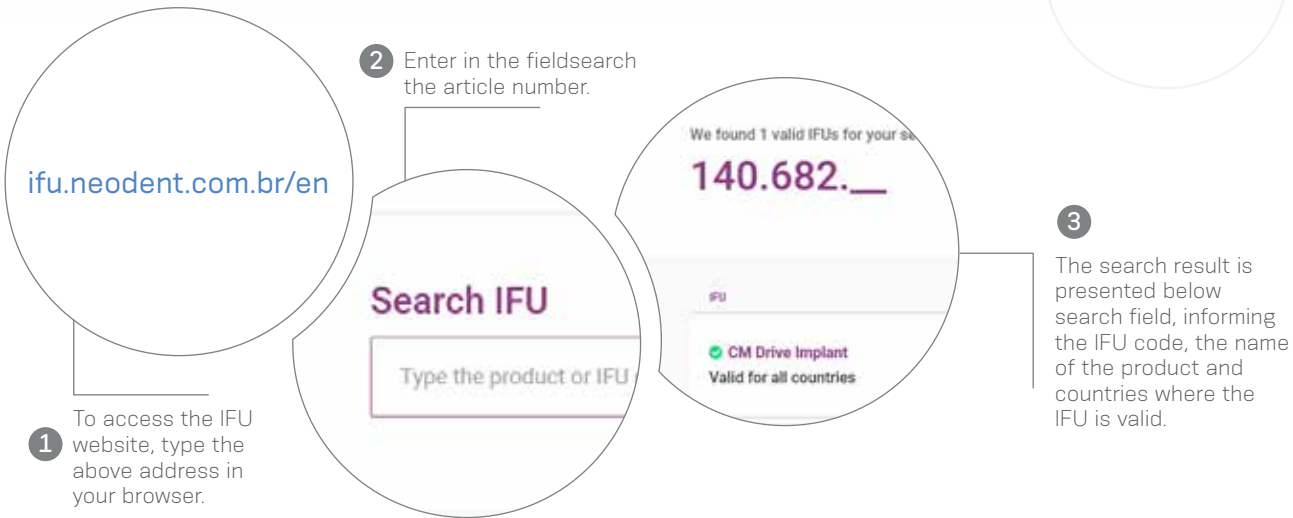 ifu.neodent.com.br/en
1
To access the IFU
website, type the
above address in
your browser.
2
Enter in the fieldsearch
the article number.
Search IFU
Type the product or IFU
We found 1 valid IFUs for your
140.682.__
IFU
CM Drive Implant
Valid for all countries
3
The search result is
presented below
search field, informing
the IFU code, the name
of the product and
countries where the
IFU is valid.